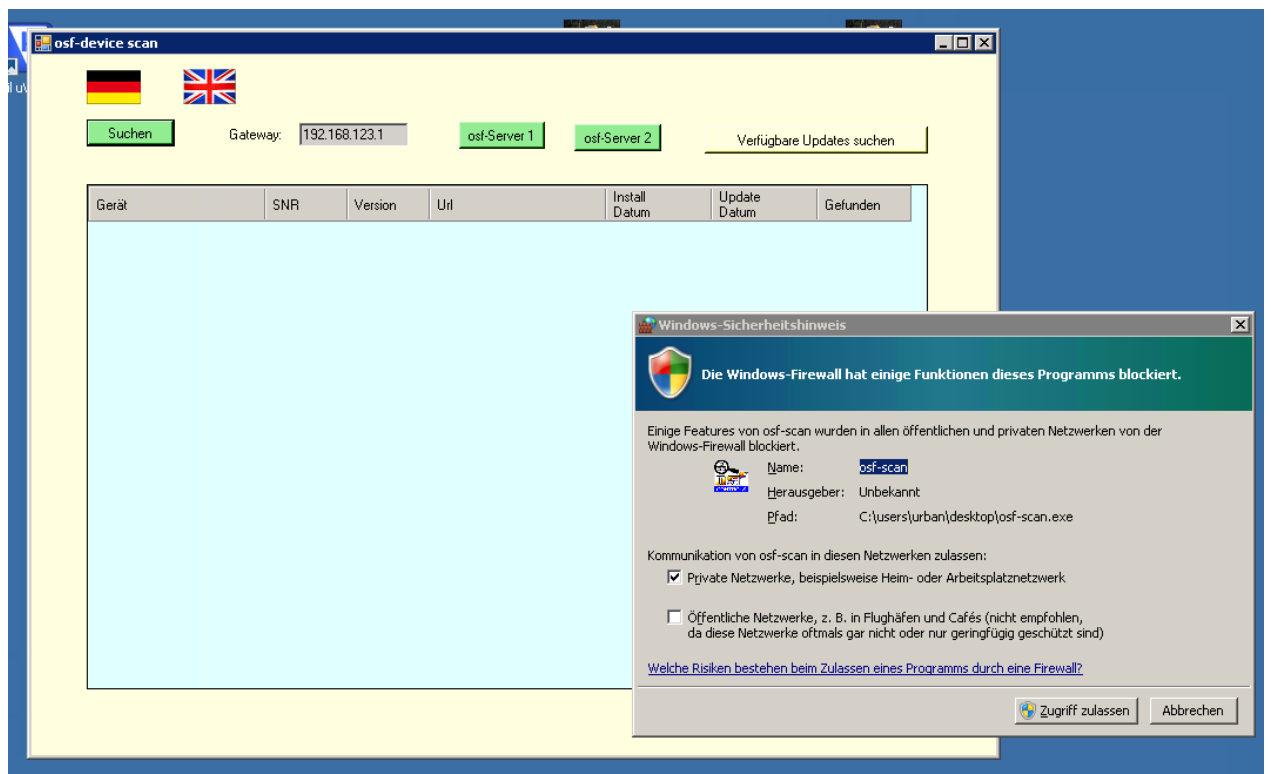 osf-device scan
Suchen
Gateway:
192.168.123.1
osf-Server 1
osf-Server 2
Verfügbare Updates suchen
Gerät
SNR
Version
Url
Install
Datum
Update
Datum
Gefunden
Windows-Sicherheitshinweis
Die Windows-Firewall hat einige Funktionen dieses Programms blockiert.
Einige Features von osf-scan wurden in allen öffentlichen und privaten Netzwerken von der
Windows-Firewall blockiert.
Name: osf-scan
Herausgeber: Unbekannt
Pfad: C:\users\urban\desktop\osf-scan.exe
Kommunikation von osf-scan in diesen Netzwerken zulassen:
Private Netzwerke, beispielsweise Heim- oder Arbeitsplatznetzwerk
Öffentliche Netzwerke, z. B. in Flughäfen und Cafés (nicht empfohlen,
da diese Netzwerke oftmals gar nicht oder nur geringfügig geschützt sind)
Welche Risiken bestehen beim Zulassen eines Programms durch eine Firewall?
Zugriff zulassen
Abbrechen